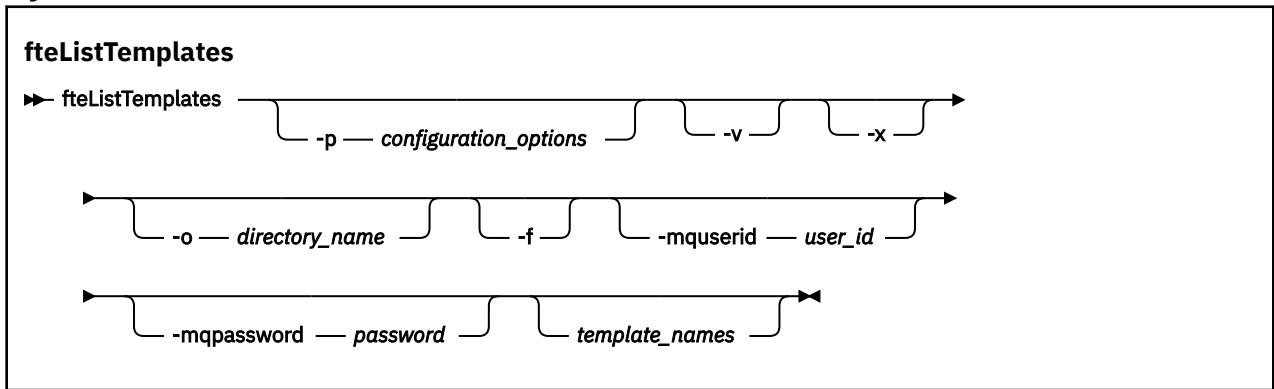 fteListTemplates
fteListTemplates
-p configuration_options -v -x
-o directory_name -f -mquserid user_id
-mqpassword password template_names